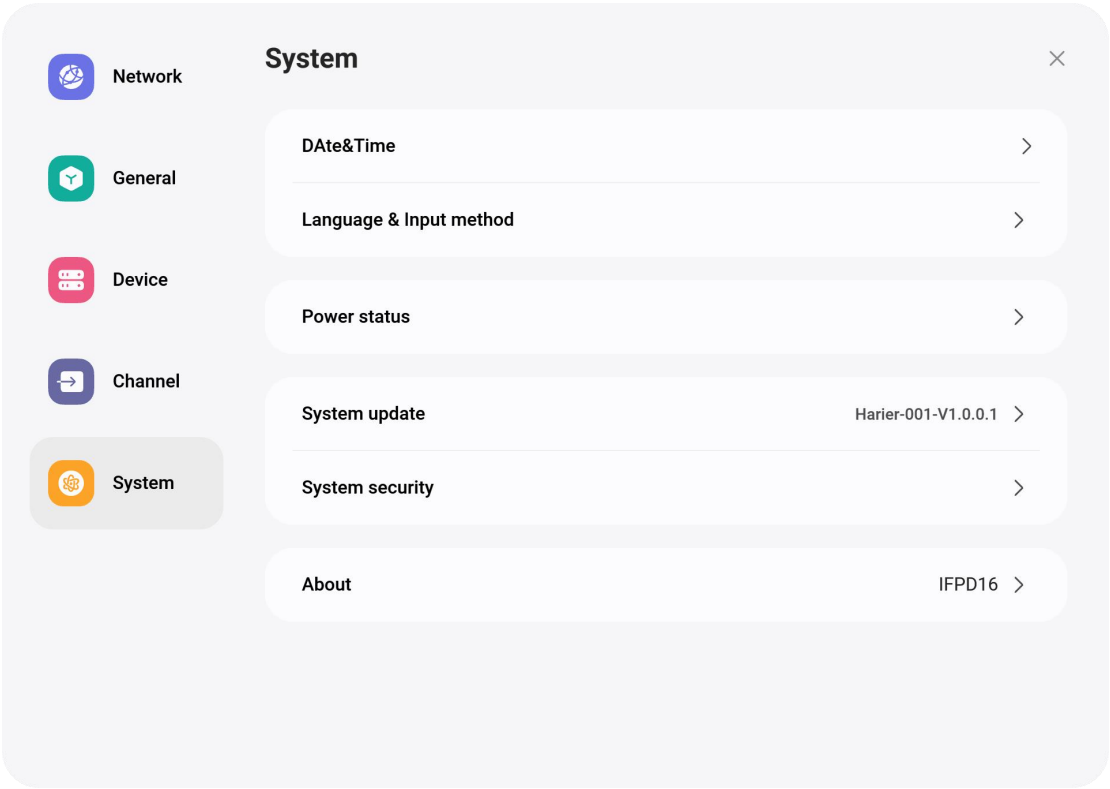 Network
General
Device
Channel
System
System
DAte&Time
Language & Input method
Power status
System update
Harier-001-V1.0.0.1
System security
About
IFPD16